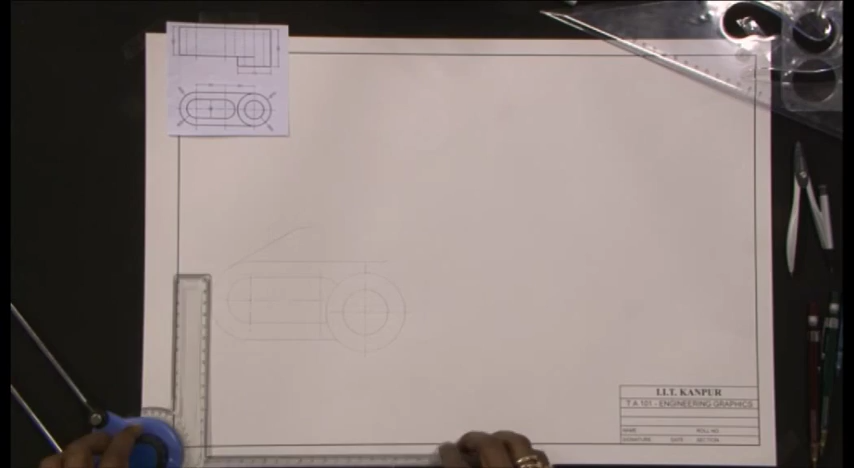 I.I.T. KANPUR
T A 101 - ENGINEERING GRAPHICS
NAME ROLL NO
SIGNATURE DATE SECTION